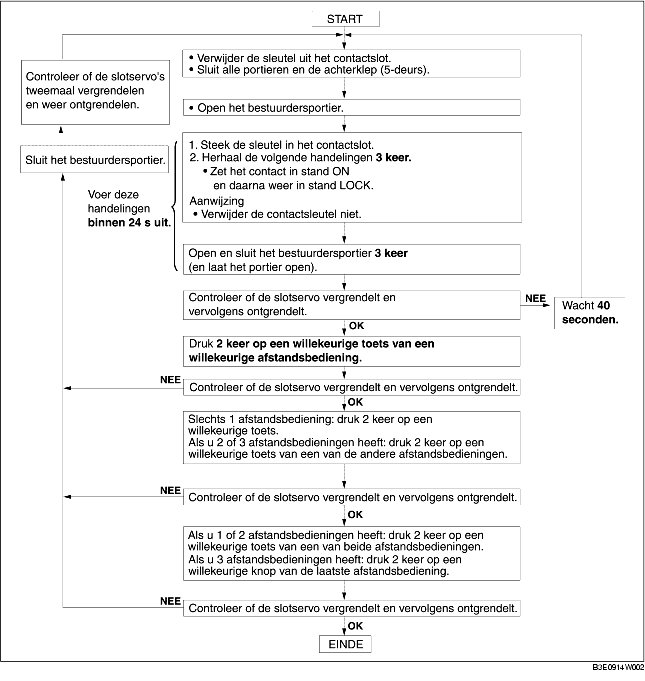 START
• Verwijder de sleutel uit het contactslot.
• Sluit alle portieren en de achterklep (5-deurs).
Controleer of de slotservo's
tweemaal vergrendelen
en weer ontgrendelen.
• Open het bestuurdersportier.
Sluit het bestuurdersportier.
1. Steek de sleutel in het contactslot.
2. Herhaal de volgende handelingen 3 keer.
• Zet het contact in stand ON
en daarna weer in stand LOCK.
Aanwijzing
• Verwijder de contactsleutel niet.
Voer deze
handelingen
binnen 24 s uit.
Open en sluit het bestuurdersportier 3 keer
(en laat het portier open).
Controleer of de slotservo vergrendelt en
vervolgens ontgrendelt.
NEE
Wacht 40
seconden.
OK
Druk 2 keer op een willekeurige toets van een
willekeurige afstandsbediening.
NEE
Controleer of de slotservo vergrendelt en vervolgens ontgrendelt.
OK
Slechts 1 afstandsbediening: druk 2 keer op een
willekeurige toets.
Als u 2 of 3 afstandsbedieningen heeft: druk 2 keer op een
willekeurige toets van een van de andere afstandsbedieningen.
NEE
Controleer of de slotservo vergrendelt en vervolgens ontgrendelt.
OK
Als u 1 of 2 afstandsbedieningen heeft: druk 2 keer op een
willekeurige toets van een van beide afstandsbedieningen.
Als u 3 afstandsbedieningen heeft: druk 2 keer op een
willekeurige knop van de laatste afstandsbediening.
NEE
Controleer of de slotservo vergrendelt en vervolgens ontgrendelt.
OK
EINDE
B3E0914W002